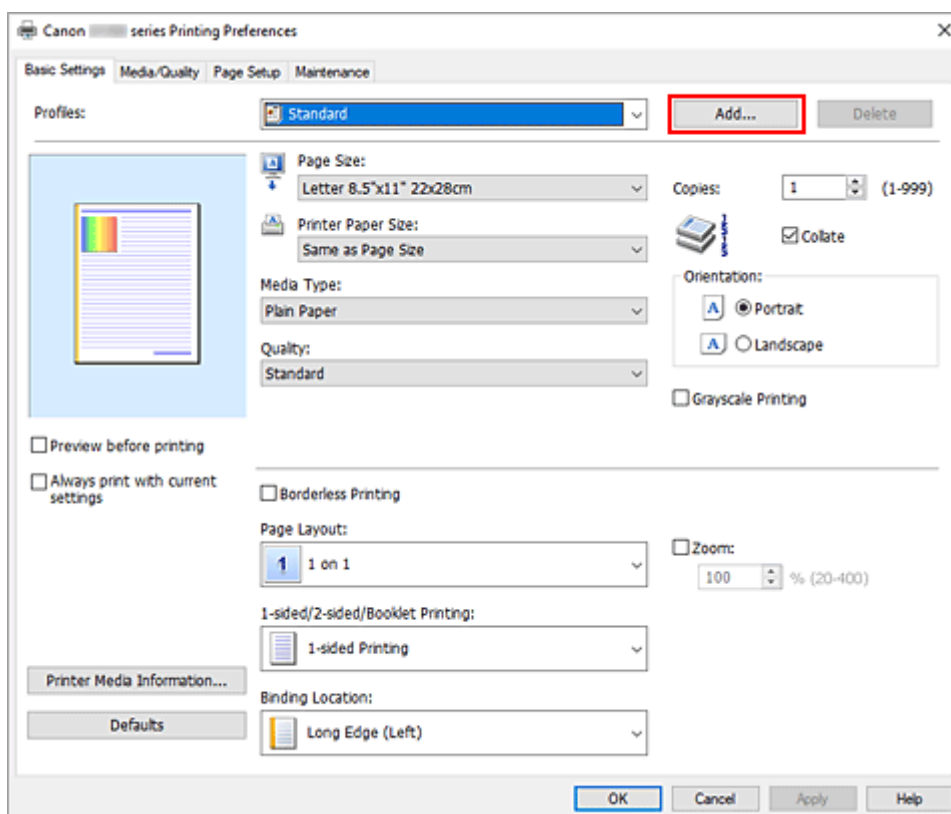 Canon series Printing Preferences
Basic Settings Media/Quality Page Setup Maintenance
Profiles: Standard Add... Delete
Page Size:
Letter 8.5"x11" 22x28cm
Copies: 1 (1-999)
Printer Paper Size:
Same as Page Size
Collate
Media Type:
Plain Paper
Orientation:
A Portrait
A Landscape
Quality:
Standard
Grayscale Printing
Preview before printing
Always print with current
settings
Borderless Printing
Page Layout:
1 1 on 1
Zoom:
100 % (20-400)
1-sided/2-sided/Booklet Printing:
1-sided Printing
Printer Media Information...
Defaults
Binding Location:
Long Edge (Left)
OK Cancel Apply Help